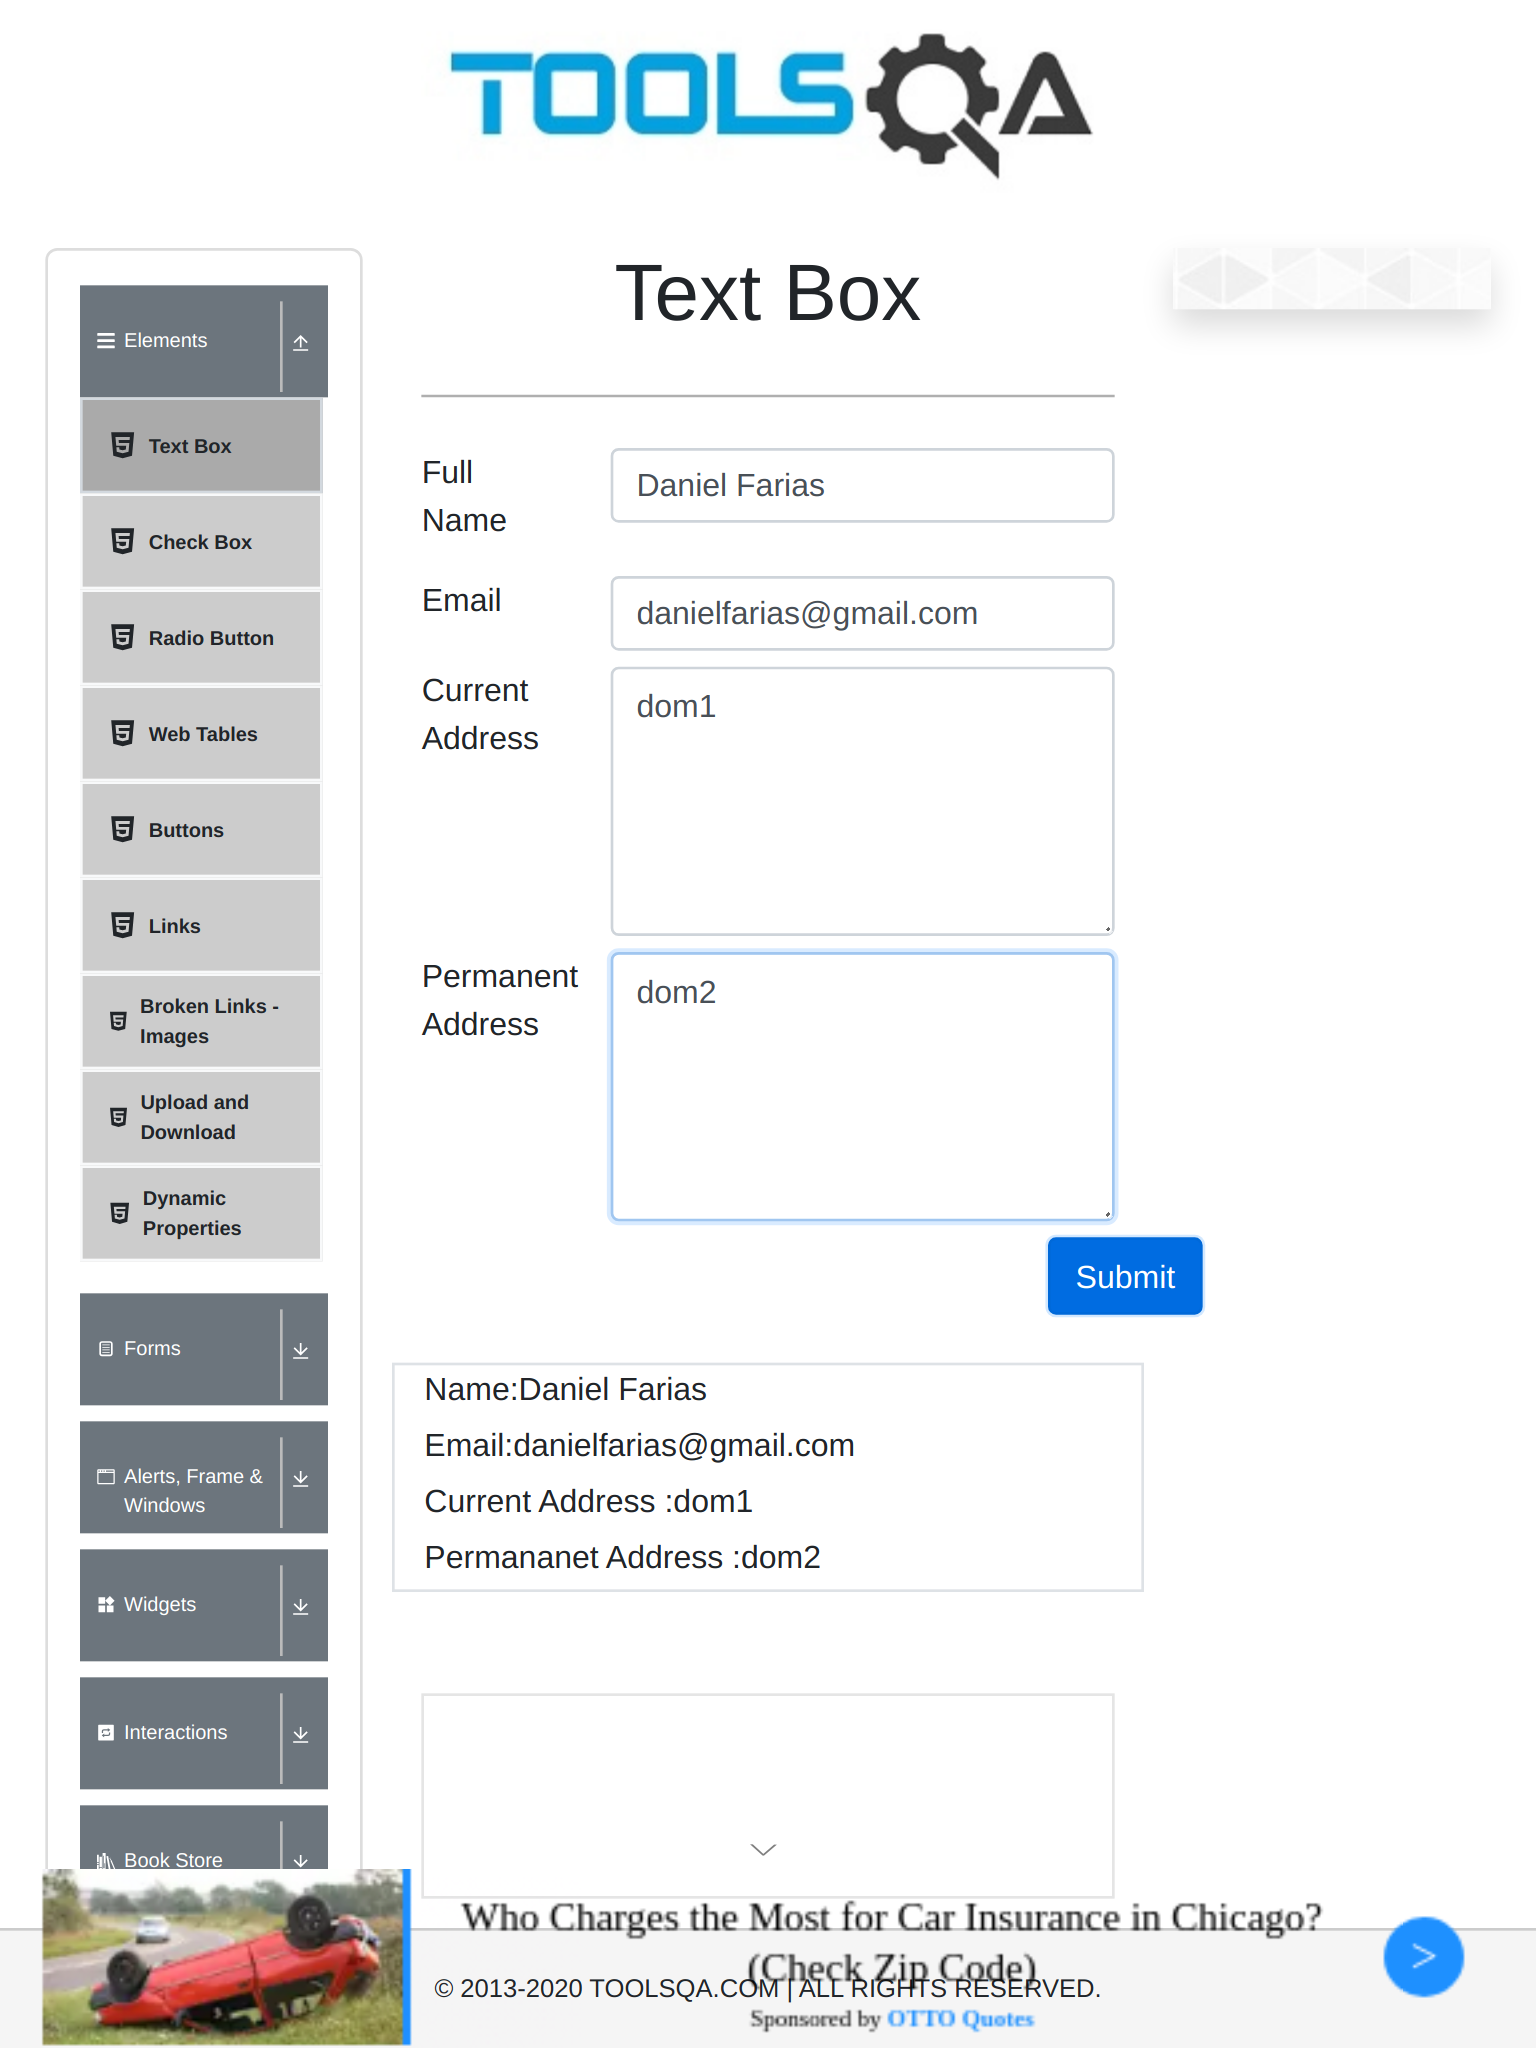 TOOLSQA
Text Box
Elements
Text Box
Check Box
Radio Button
Web Tables
Buttons
Links
Broken Links -
Images
Upload and
Download
Dynamic
Properties
Forms
Alerts, Frame &
Windows
Widgets
Interactions
Book Store
Full
Name
Daniel Farias
Email
danielfarias@gmail.com
Current
Address
dom1
Permanent
Address
dom2
Submit
Name:Daniel Farias
Email:danielfarias@gmail.com
Current Address :dom1
Permananet Address :dom2
Who Charges the Most for Car Insurance in Chicago?
(Check Zip Code)
© 2013-2020 TOOLSQA.COM | ALL RIGHTS RESERVED.
Sponsored by OTTO Quotes
>